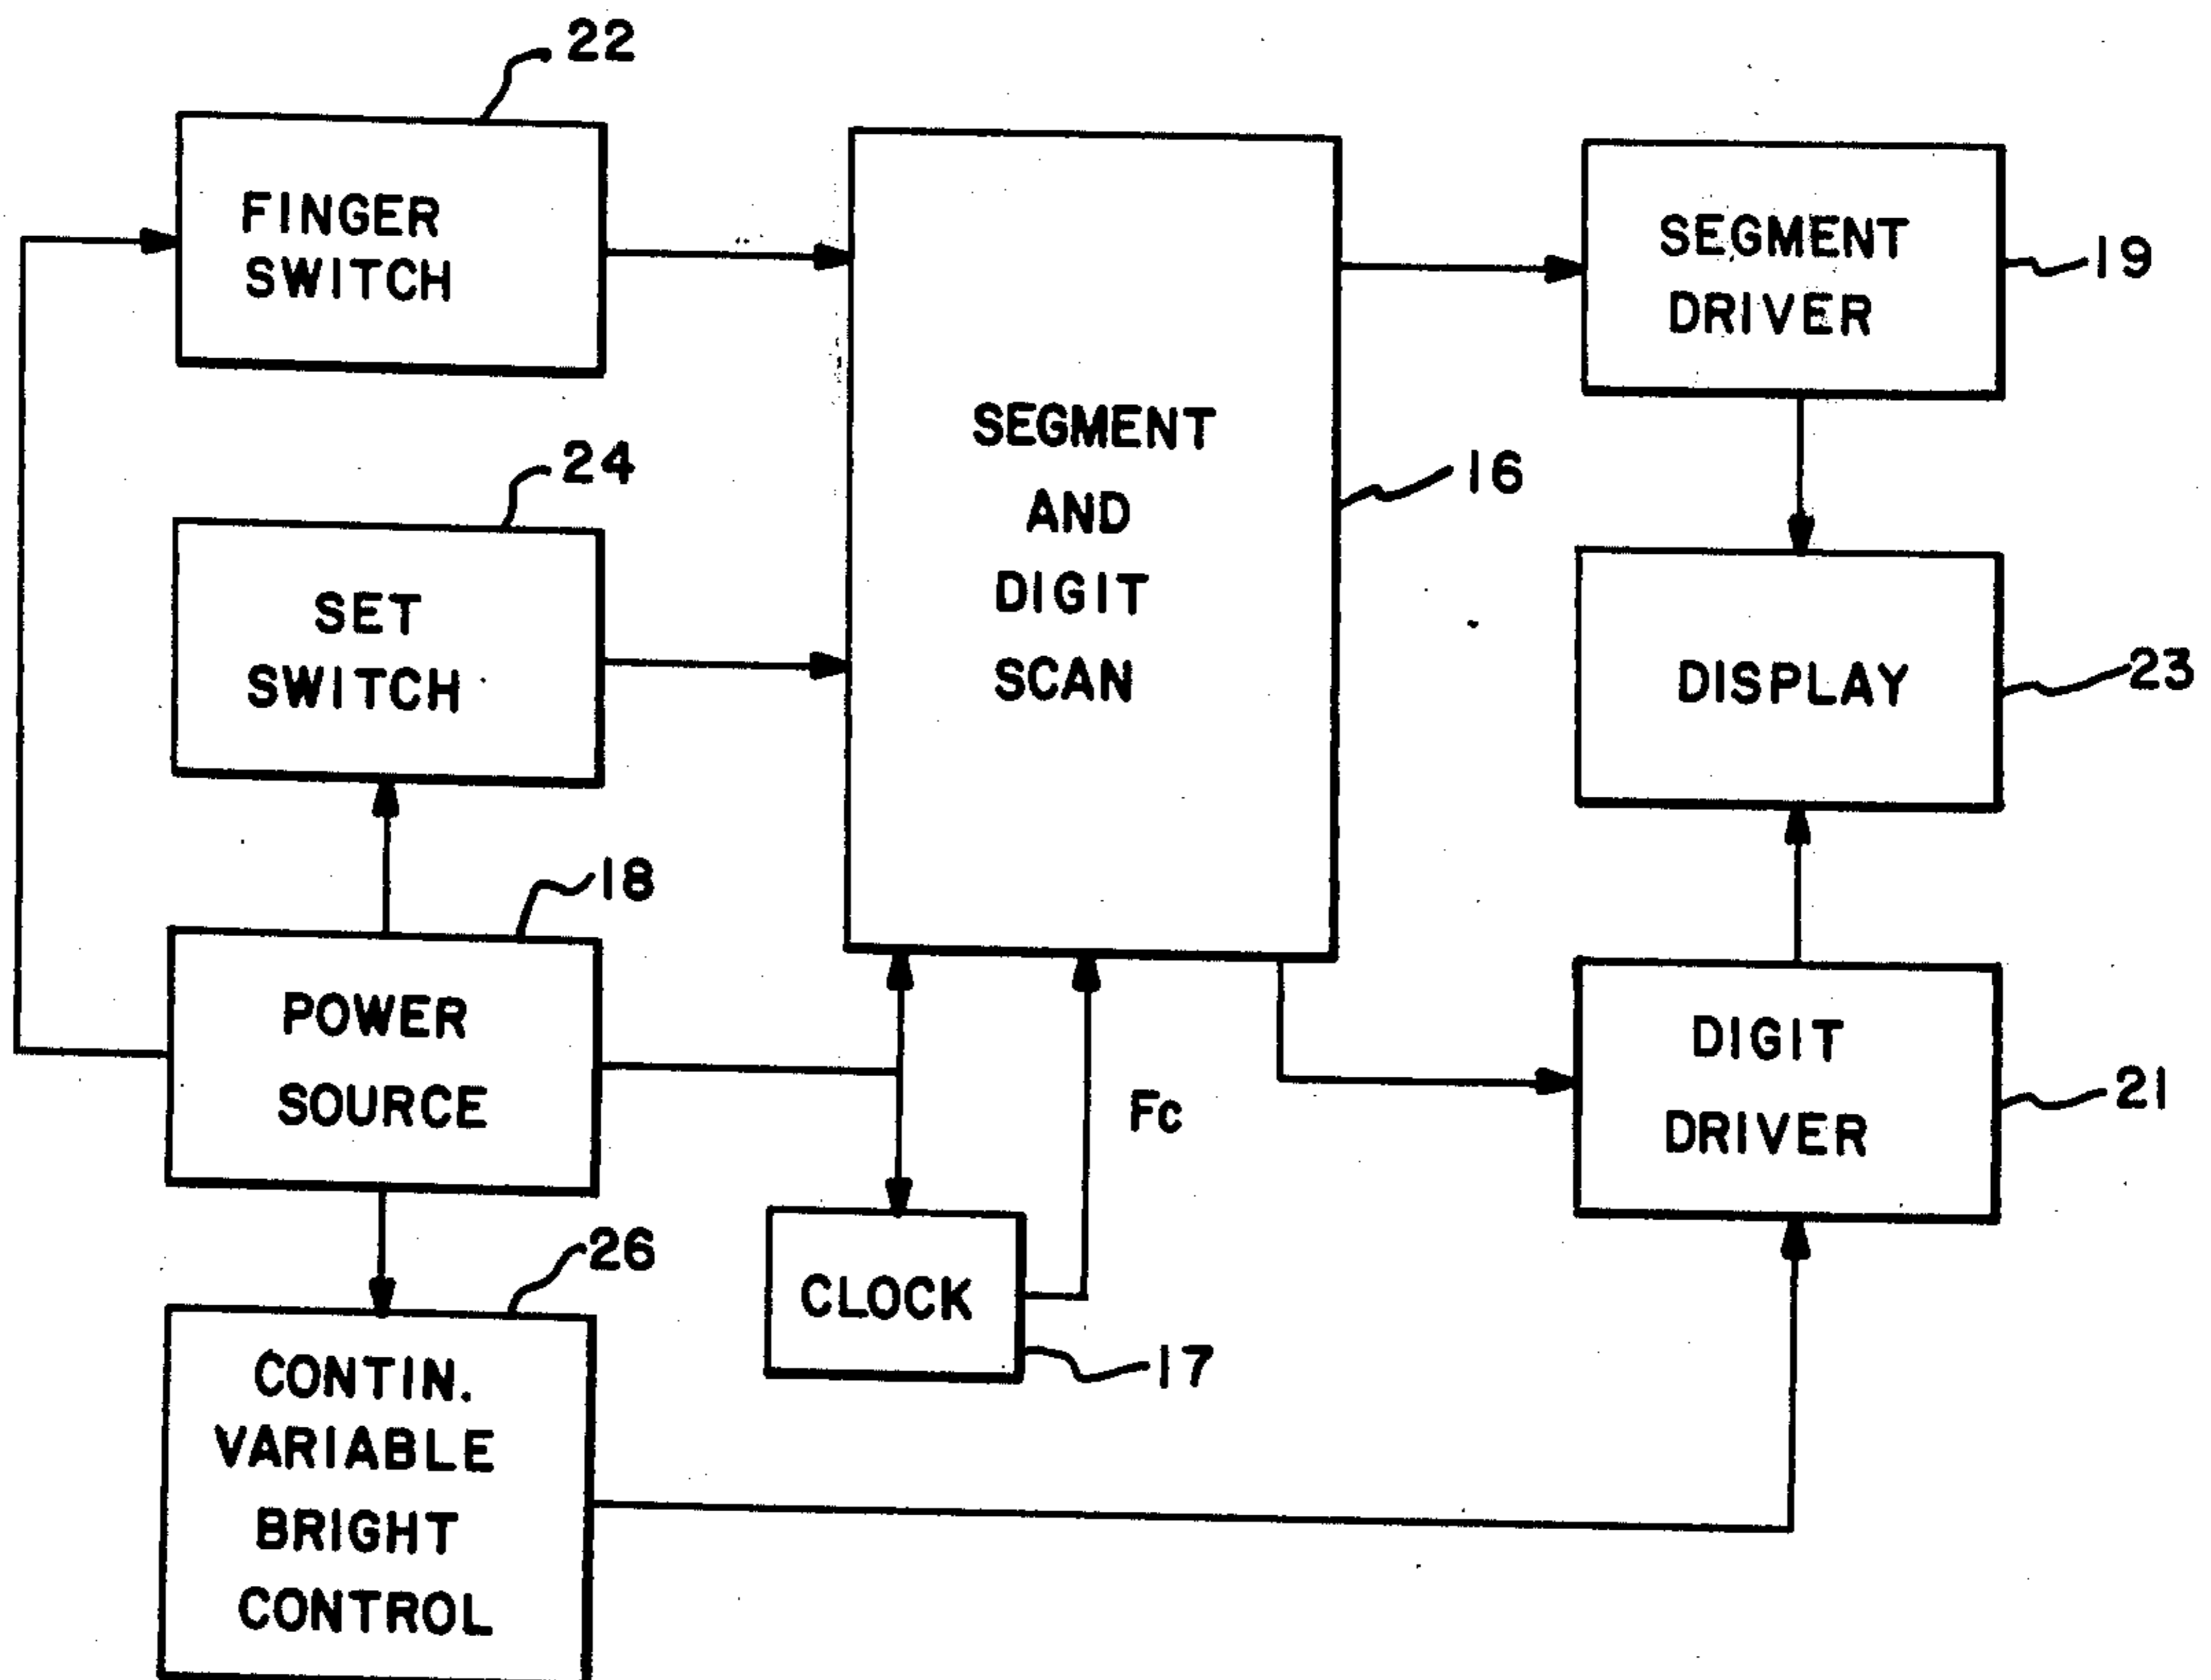 22
FINGER
SWITCH
24
SET
SWITCH
18
POWER
SOURCE
26
CONTIN.
VARIABLE
BRIGHT
CONTROL
SEGMENT
AND
DIGIT
SCAN
16
Fc
CLOCK
17
SEGMENT
DRIVER
19
DISPLAY
23
DIGIT
DRIVER
21